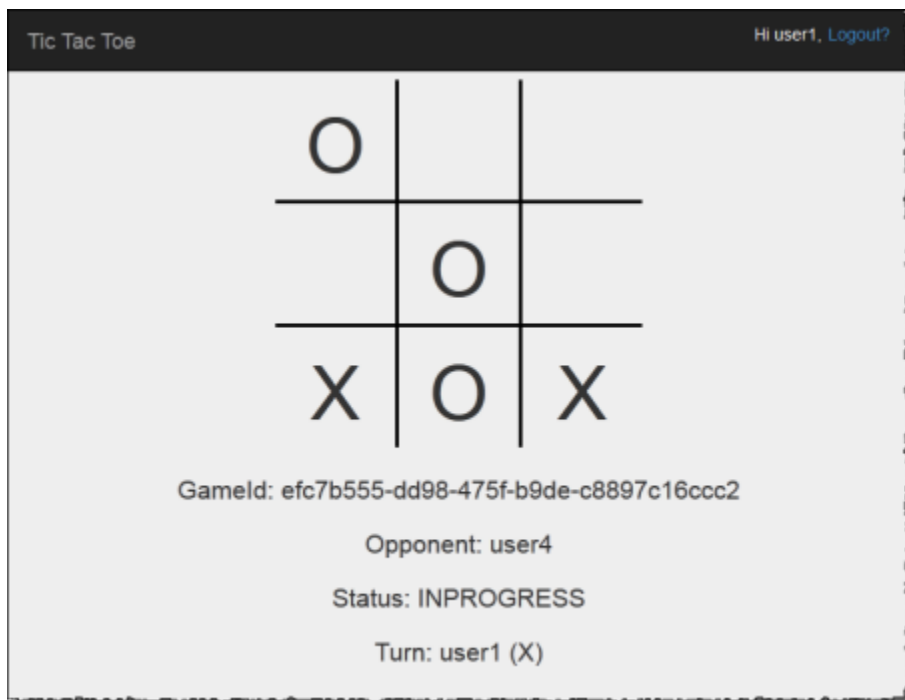 Tic Tac Toe Hi user1, Logout?
O
O
X O X
GameId: efc7b555-dd98-475f-b9de-c8897c16ccc2
Opponent: user4
Status: INPROGRESS
Turn: user1 (X)